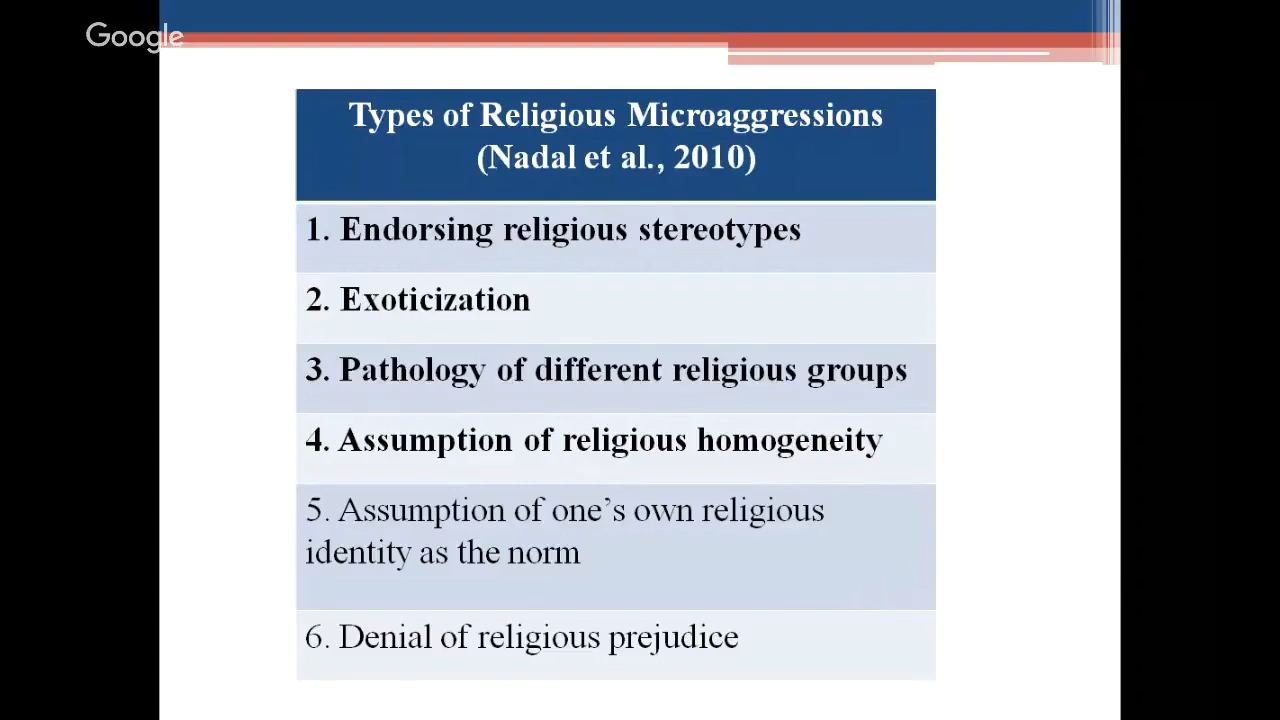 Google
Types of Religious Microaggressions
(Nadal et al., 2010)
1. Endorsing religious stereotypes
2. Exoticization
3. Pathology of different religious groups
4. Assumption of religious homogeneity
5. Assumption of one’s own religious
identity as the norm
6. Denial of religious prejudice